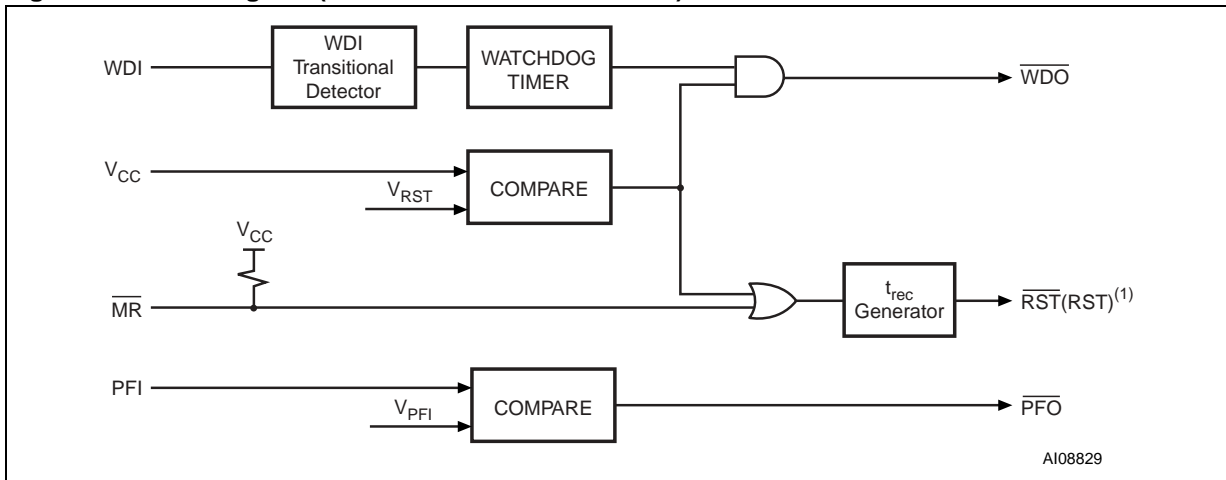 WDI
WDI
Transitional
Detector
WATCHDOG
TIMER
WDO
VCC
VRST
COMPARE
VCC
MR
trec
Generator
RST(RST)(1)
PFI
VPFI
COMPARE
PFO
AI08829